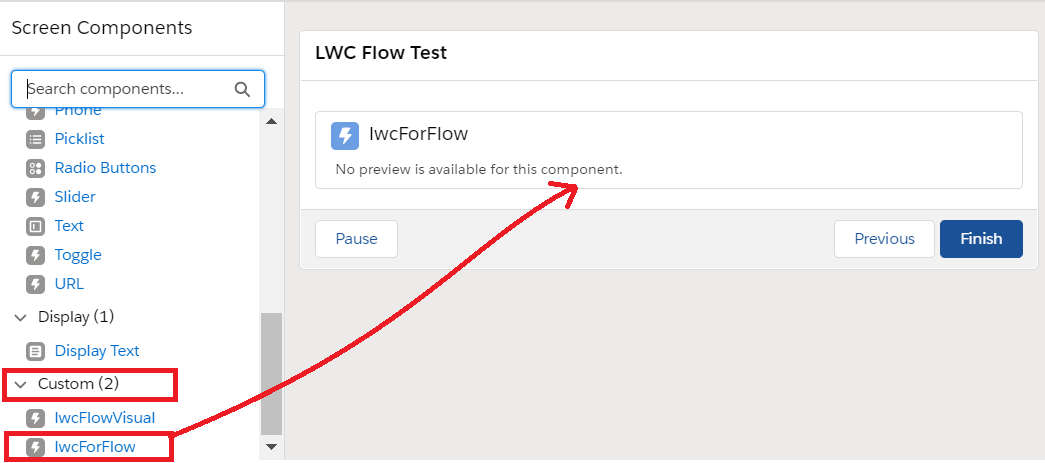 Screen Components
Search components...
Phone
Picklist
Radio Buttons
Slider
Text
Toggle
URL
Display (1)
Display Text
Custom (2)
lwcFlowVisual
lwcForFlow
LWC Flow Test
lwcForFlow
No preview is available for this component.
Pause
Previous
Finish